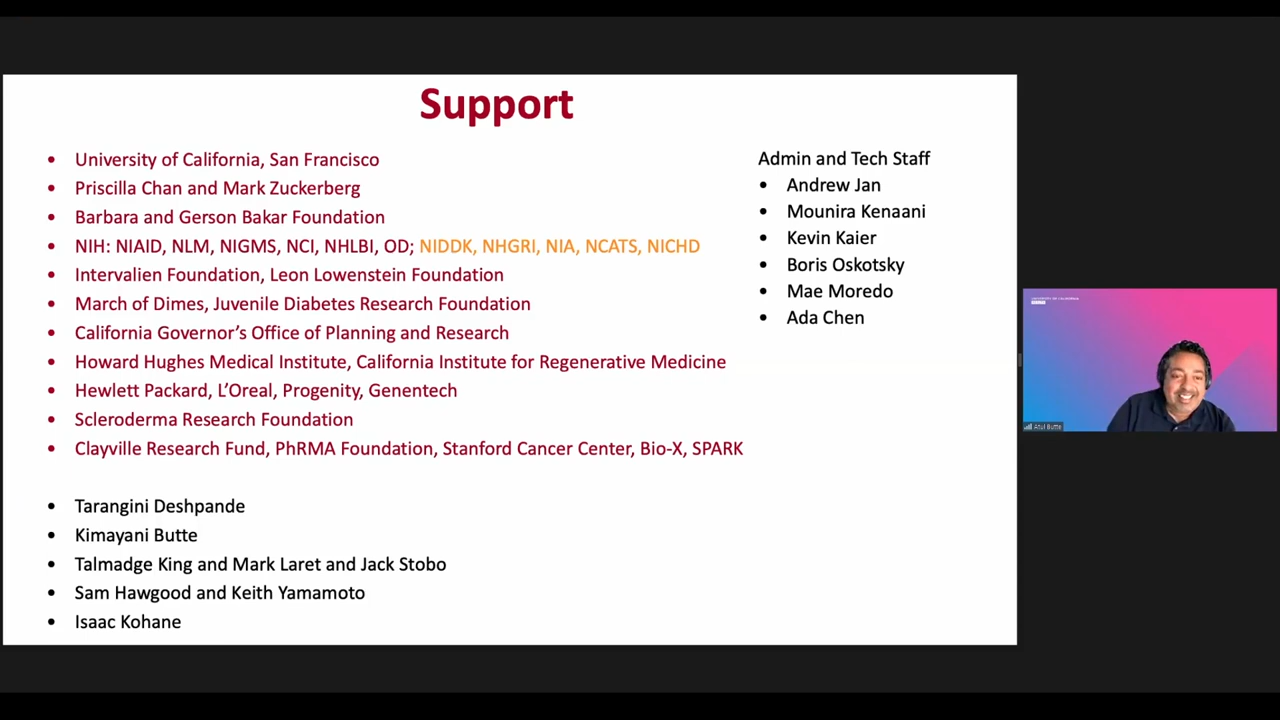 Support
• University of California, San Francisco
• Priscilla Chan and Mark Zuckerberg
• Barbara and Gerson Bakar Foundation
• NIH: NIAID, NLM, NIGMS, NCI, NHLBI, OD; NIDDK, NHGRI, NIA, NCATS, NICHD
• Intervalien Foundation, Leon Lowenstein Foundation
• March of Dimes, Juvenile Diabetes Research Foundation
• California Governor’s Office of Planning and Research
• Howard Hughes Medical Institute, California Institute for Regenerative Medicine
• Hewlett Packard, L’Oreal, Progenity, Genentech
• Scleroderma Research Foundation
• Clayville Research Fund, PhRMA Foundation, Stanford Cancer Center, Bio-X, SPARK
• Tarangini Deshpande
• Kimayani Butte
• Talmadge King and Mark Laret and Jack Stobo
• Sam Hawgood and Keith Yamamoto
• Isaac Kohane
Admin and Tech Staff
• Andrew Jan
• Mounira Kenaani
• Kevin Kaier
• Boris Oskotsky
• Mae Moredo
• Ada Chen
UNIVERSITY OF CALIFORNIA
Atul Butte